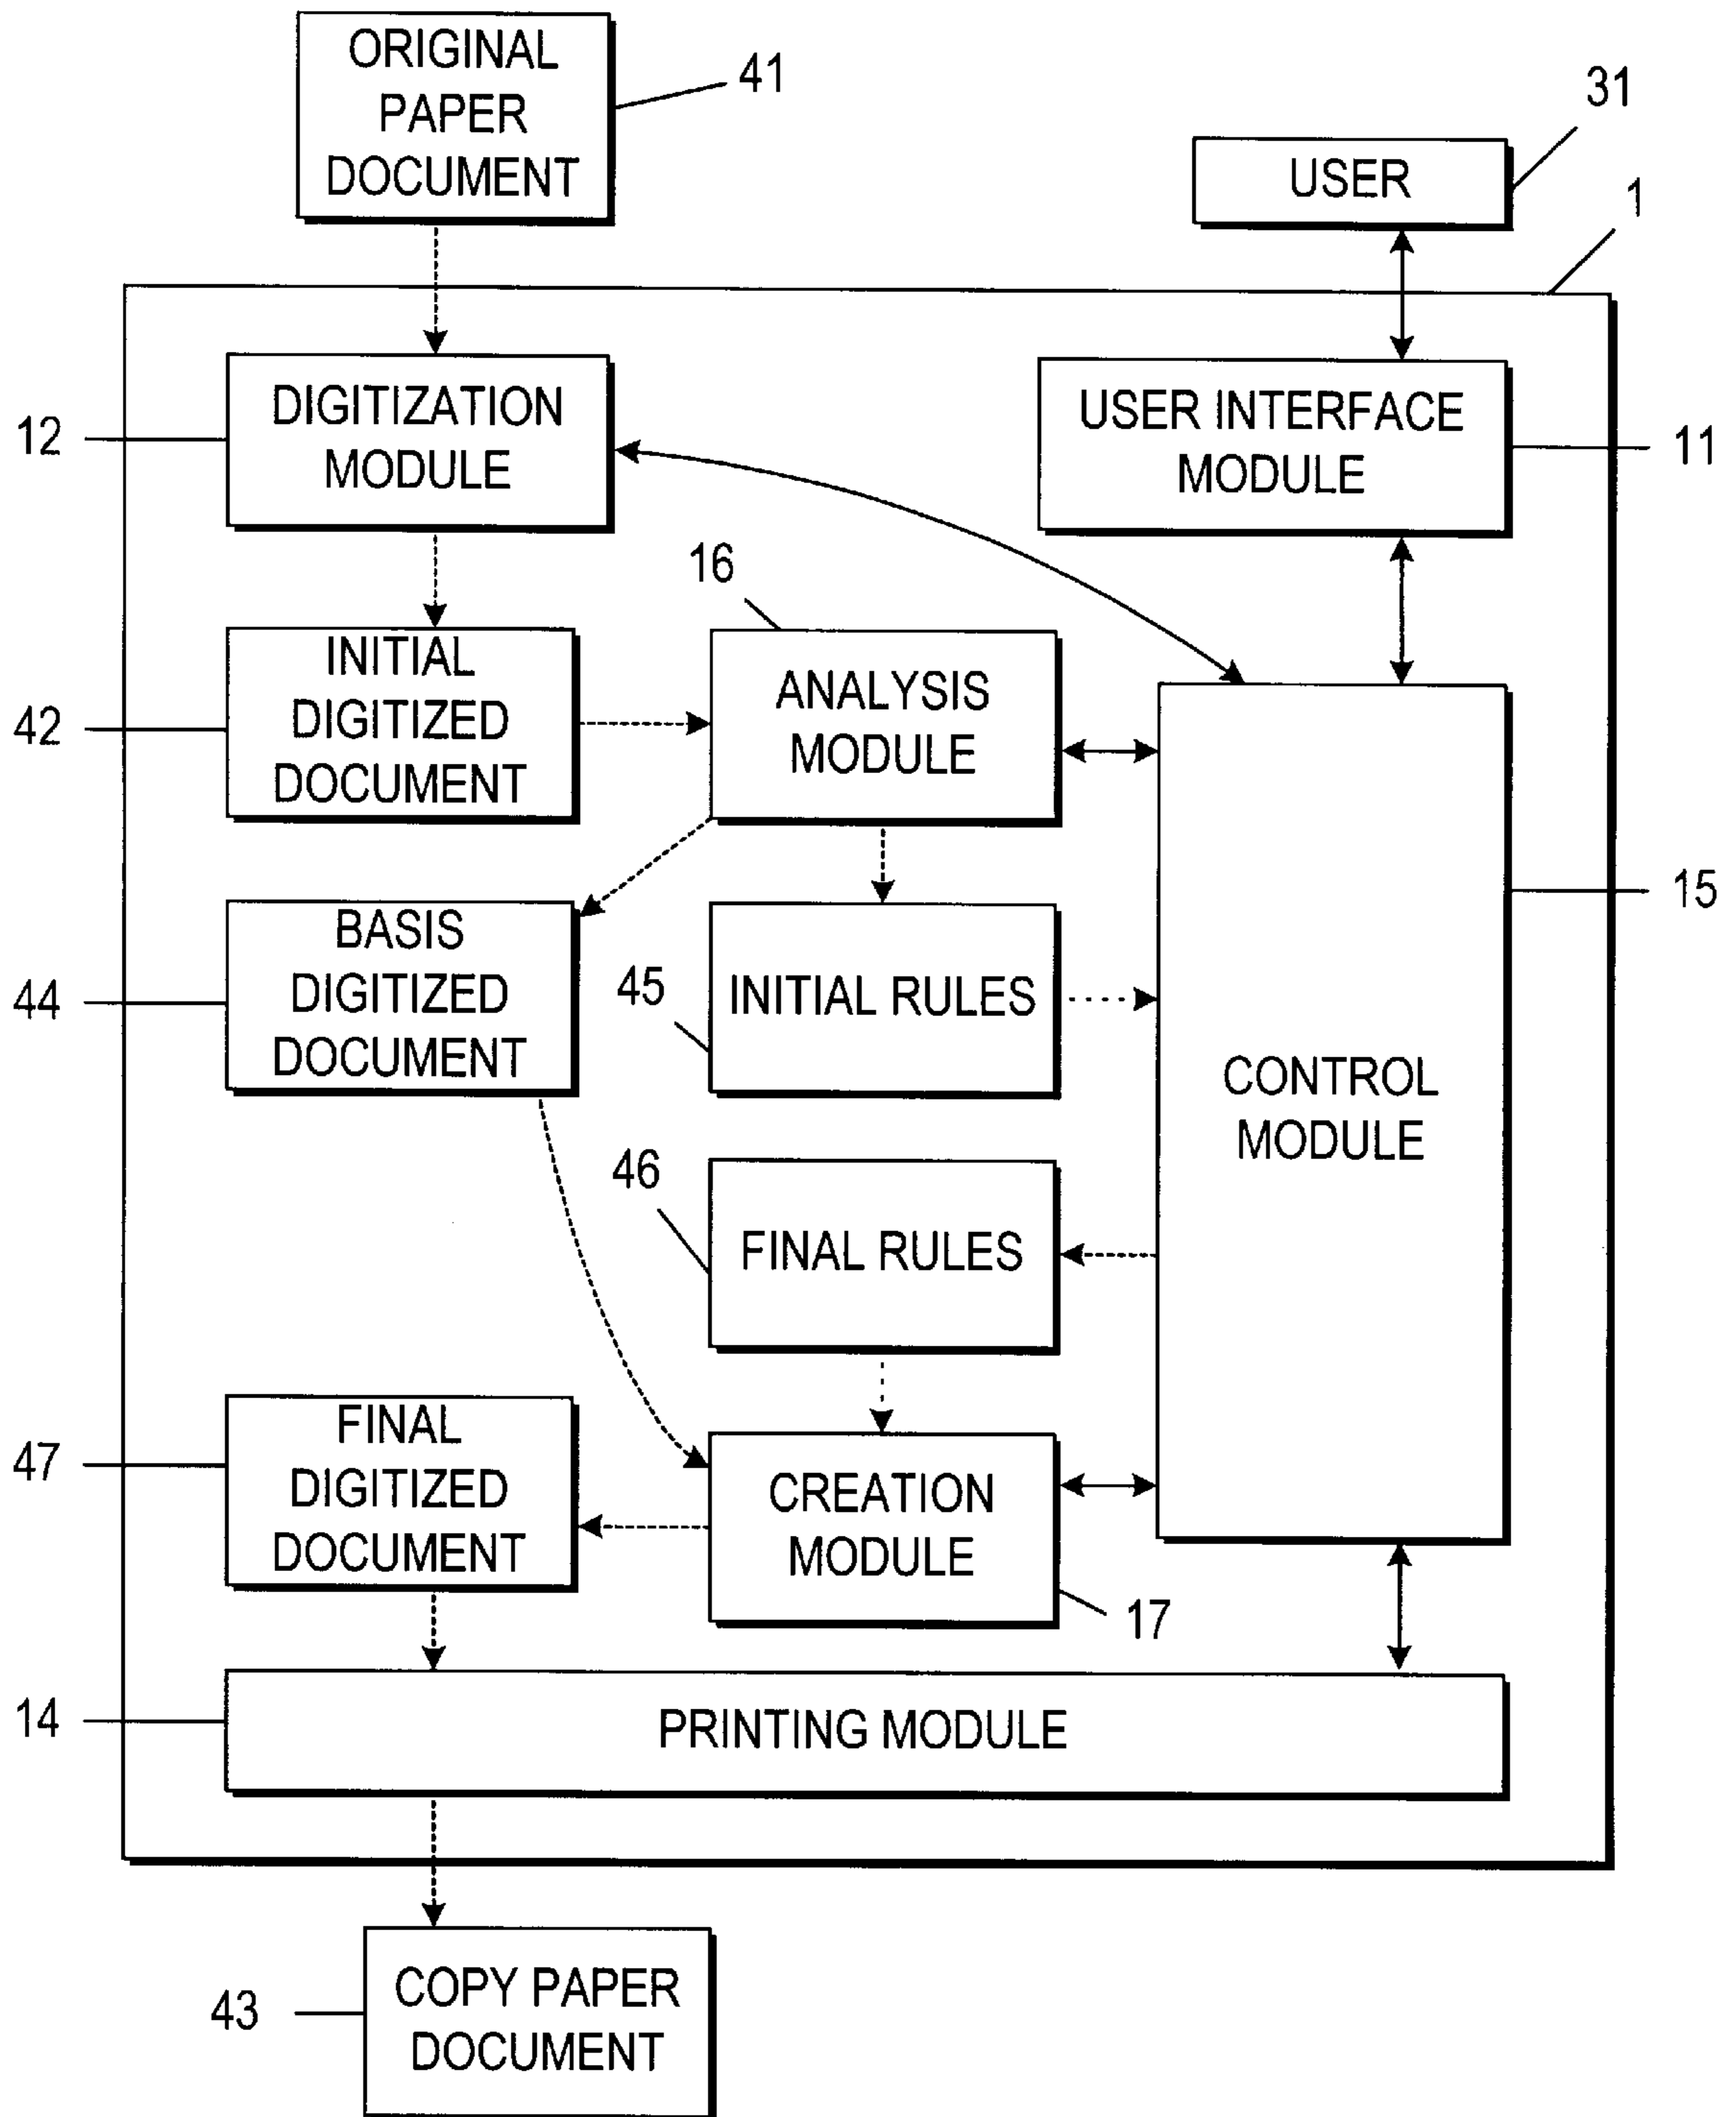 ORIGINAL
PAPER
DOCUMENT
41
31
USER
1
DIGITIZATION
MODULE
12
USER INTERFACE
MODULE
11
16
INITIAL
DIGITIZED
DOCUMENT
42
ANALYSIS
MODULE
15
BASIS
DIGITIZED
DOCUMENT
44
45
INITIAL RULES
CONTROL
MODULE
46
FINAL RULES
FINAL
DIGITIZED
DOCUMENT
47
CREATION
MODULE
17
14
PRINTING MODULE
COPY PAPER
DOCUMENT
43